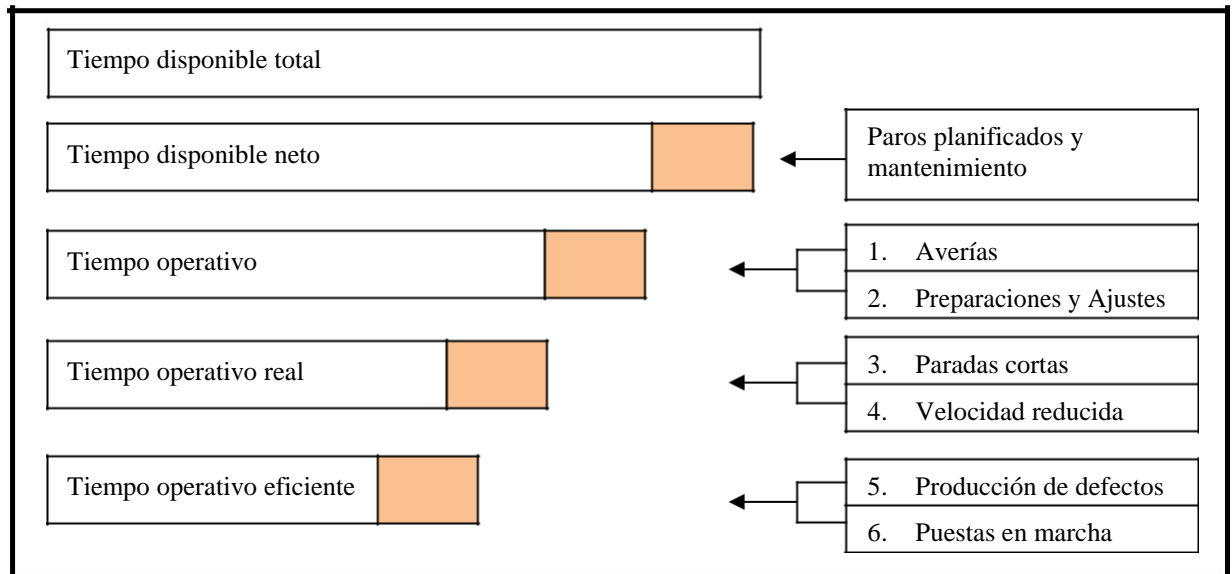 Tiempo disponible total
Tiempo disponible neto
Paros planificados y
mantenimiento
Tiempo operativo
1. Averías
2. Preparaciones y Ajustes
Tiempo operativo real
3. Paradas cortas
4. Velocidad reducida
Tiempo operativo eficiente
5. Producción de defectos
6. Puestas en marcha